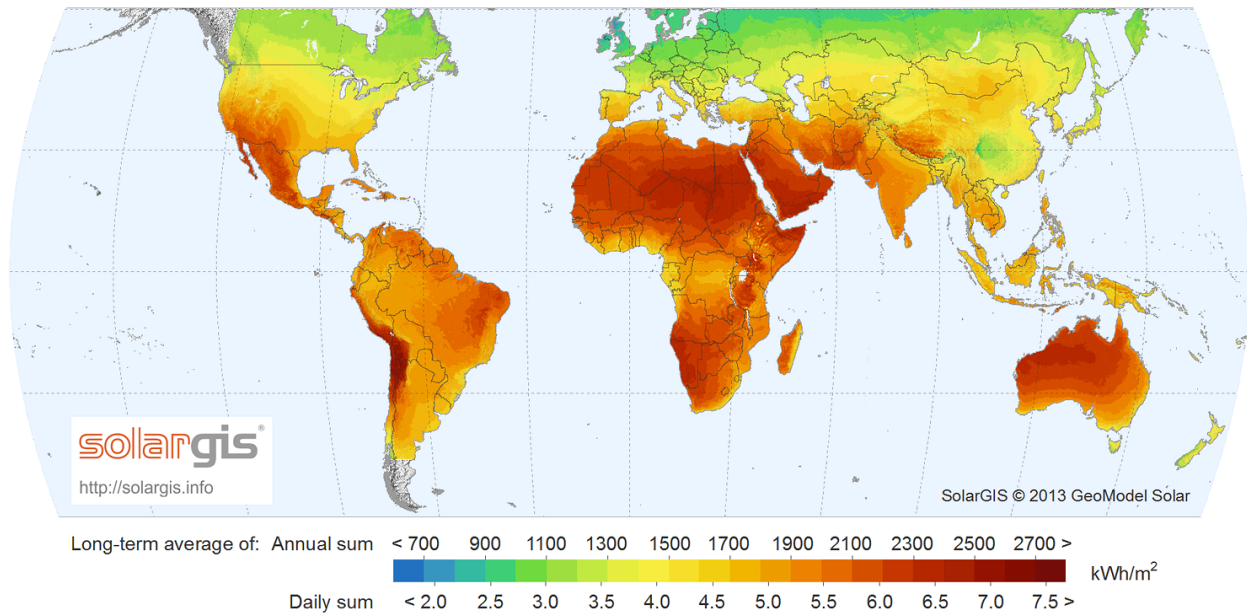 solargis®
http://solargis.info
SolarGIS © 2013 GeoModel Solar
Long-term average of: Annual sum < 700 900 1100 1300 1500 1700 1900 2100 2300 2500 2700 >
kWh/m²
Daily sum < 2.0 2.5 3.0 3.5 4.0 4.5 5.0 5.5 6.0 6.5 7.0 7.5 >